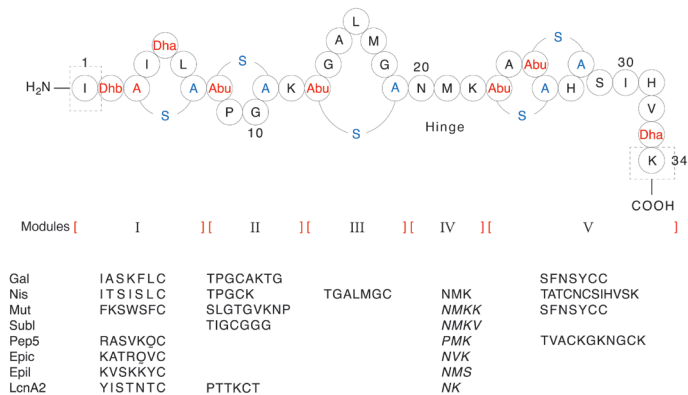 L
Dha A M S
1 I L S G G 20 A Abu A 30
H₂N I Dhb A A Abu A K Abu A N M K Abu A H S I H
S P G S V
10 S Hinge Dha
K 34
COOH
Modules [ I ] [ II ] [ III ] [ IV ] [ V ]
Gal IASKFLC TPGCAKTG SFNSYCC
Nis ITSISLC TPGCK TGALMGC NMK TATCNCSIHVSK
Mut FKSWSFC SLGTGVKNP NMKK SFNSYCC
Subl TIGCGGG NMKV
Pep5 RASVKQC PMK TVACKGKNGCK
Epic KATRQVC NVK
Epil KVSKKYC NMS
LcnA2 YISTNTC PTTKCT NK